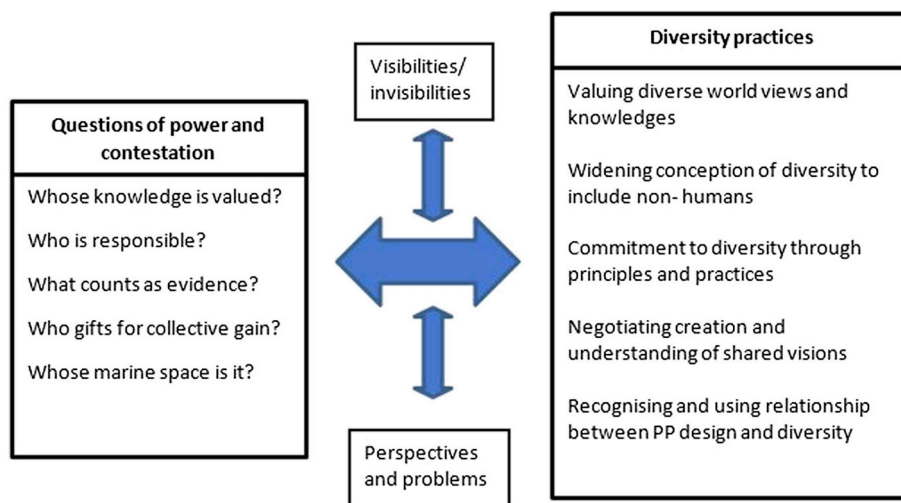 Questions of power and
contestation
Whose knowledge is valued?
Who is responsible?
What counts as evidence?
Who gifts for collective gain?
Whose marine space is it?
Visibilities/
invisibilities
Perspectives
and problems
Diversity practices
Valuing diverse world views and
knowledges
Widening conception of diversity to
include non- humans
Commitment to diversity through
principles and practices
Negotiating creation and
understanding of shared visions
Recognising and using relationship
between PP design and diversity